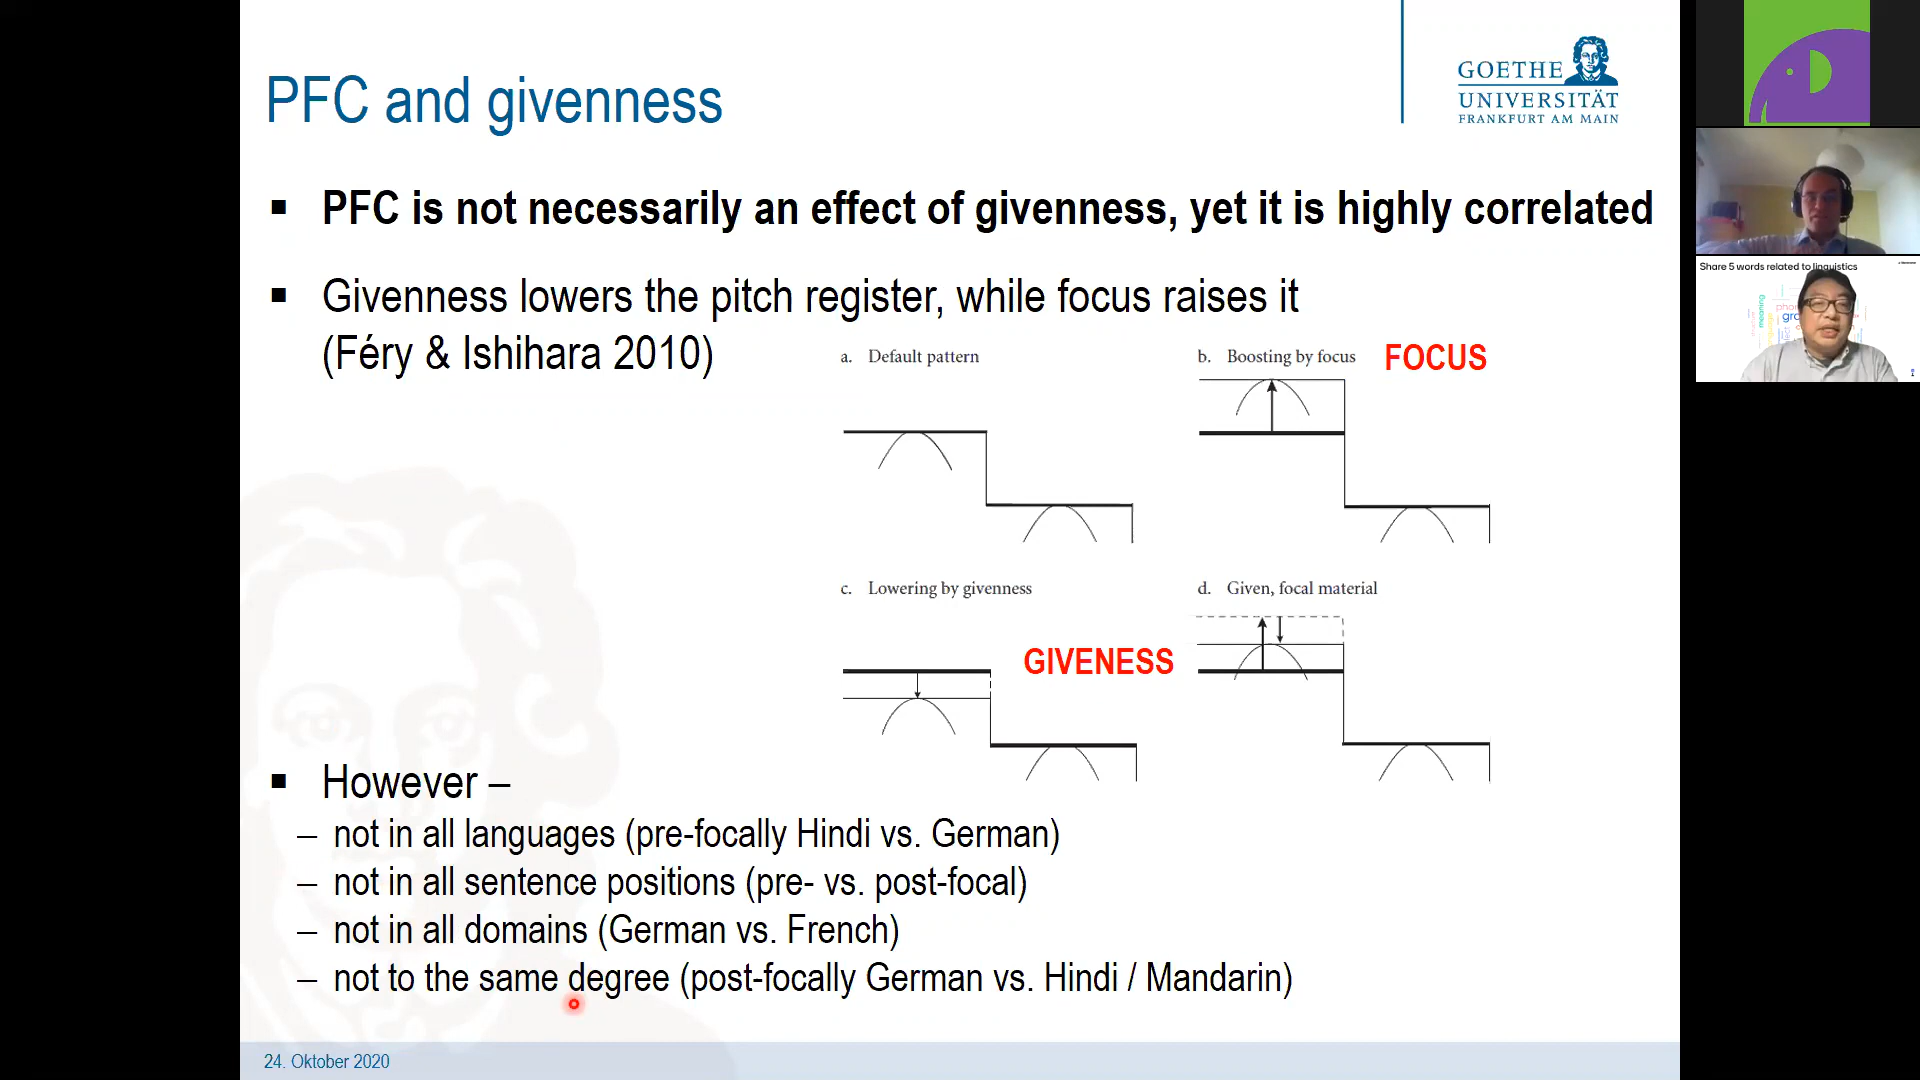 PFC and givenness
GOETHE
UNIVERSITÄT
FRANKFURT AM MAIN
PFC is not necessarily an effect of givenness, yet it is highly correlated
Givenness lowers the pitch register, while focus raises it
(Féry & Ishihara 2010)
a. Default pattern
b. Boosting by focus
FOCUS
c. Lowering by givenness
d. Given, focal material
GIVENESS
However –
– not in all languages (pre-focally Hindi vs. German)
– not in all sentence positions (pre- vs. post-focal)
– not in all domains (German vs. French)
– not to the same degree (post-focally German vs. Hindi / Mandarin)
24. Oktober 2020
Share 5 words related to linguistics
meaning